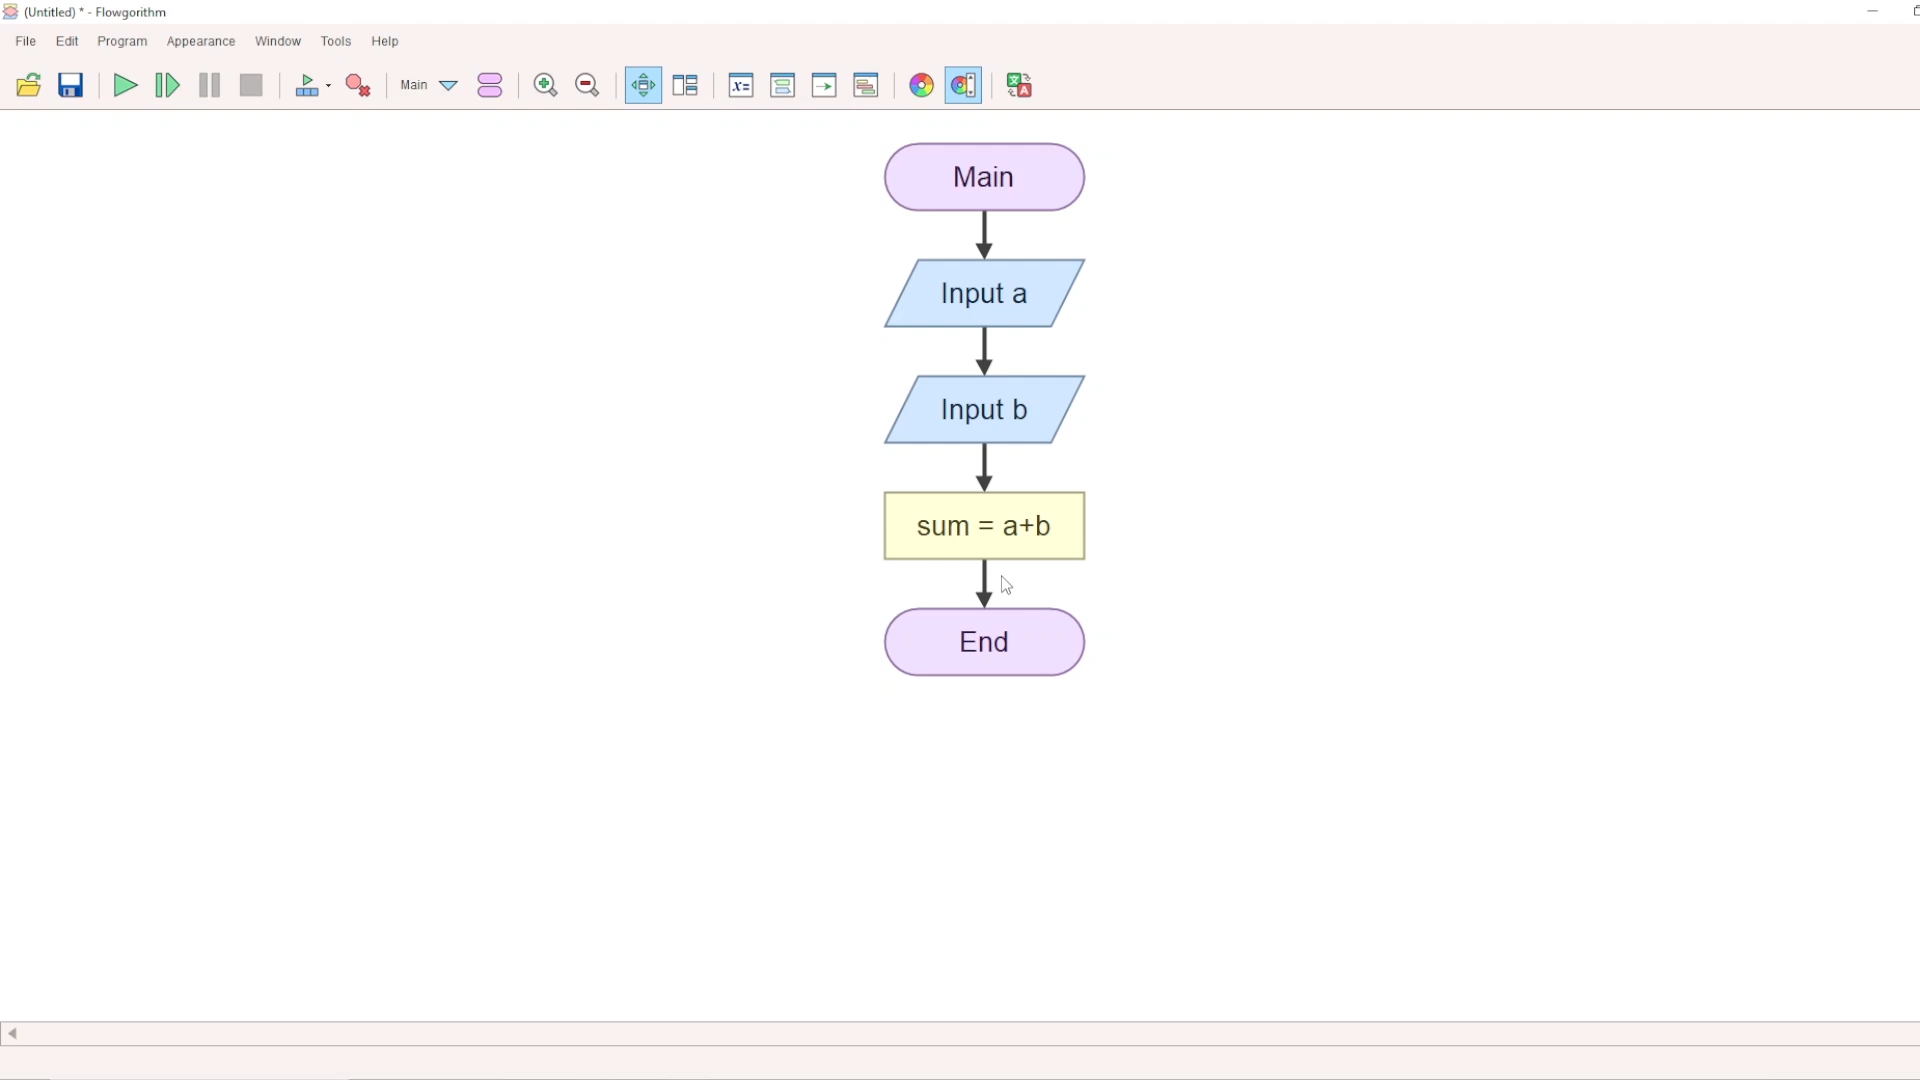 (Untitled) * - Flowgorithm
File Edit Program Appearance Window Tools Help
Main
Main
Input a
Input b
sum = a+b
End